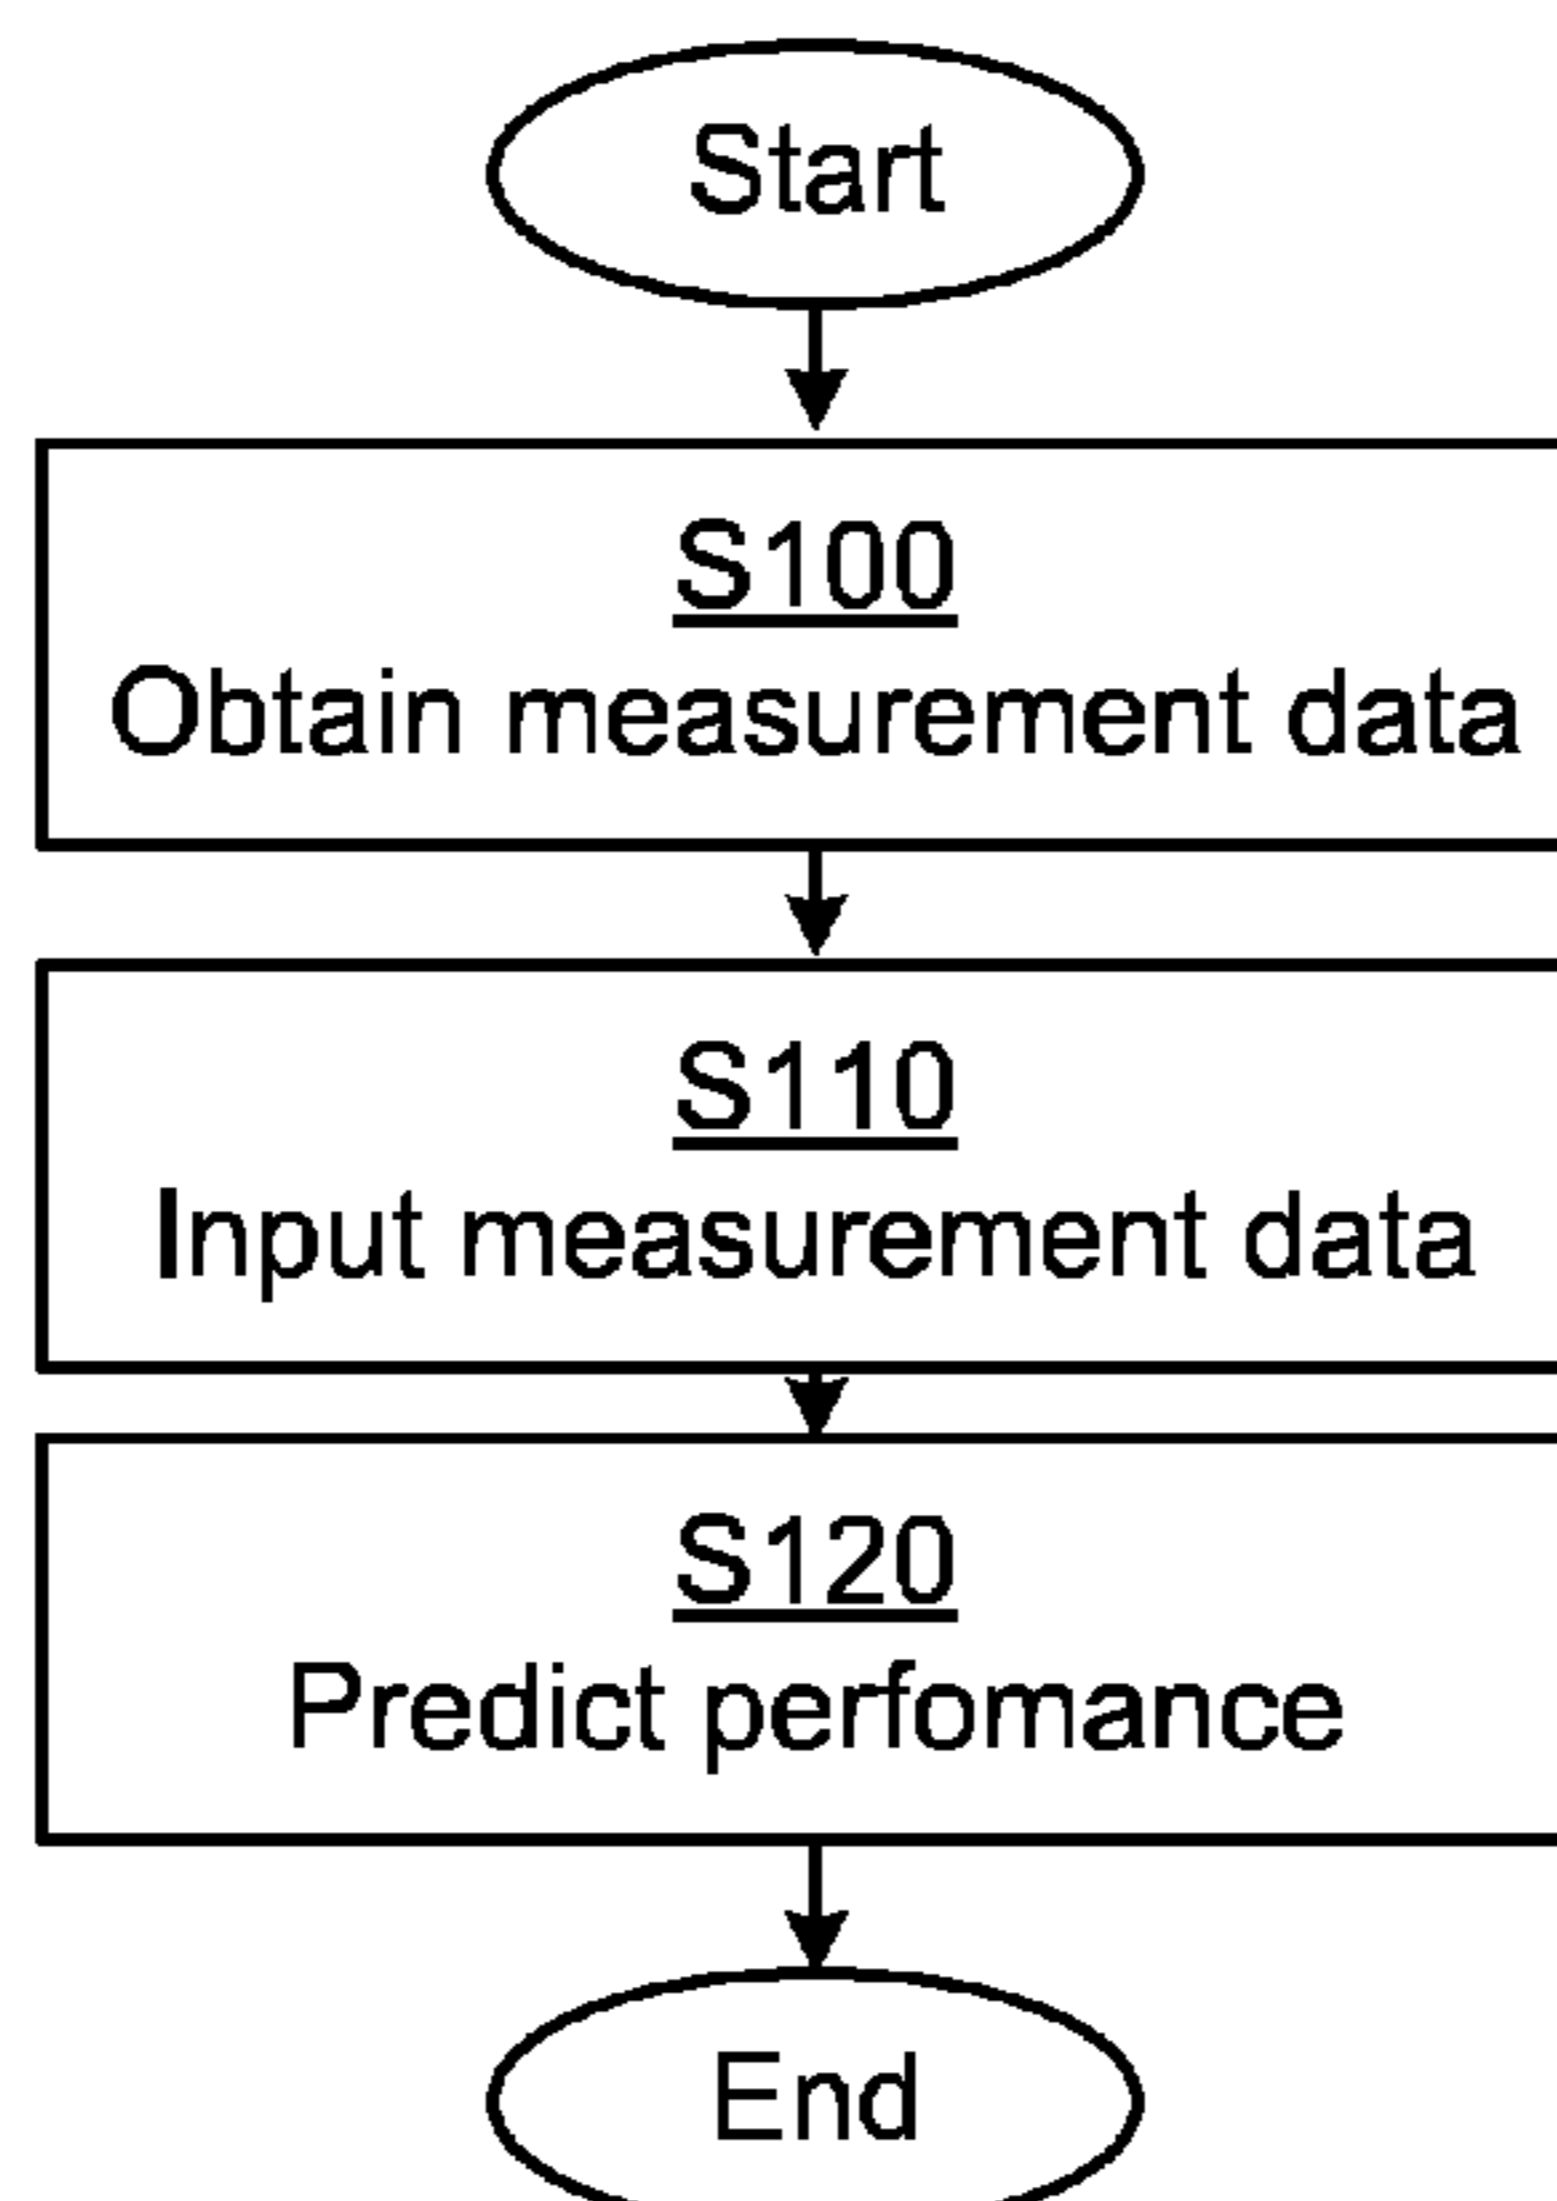 Start
S100
Obtain measurement data
S110
Input measurement data
S120
Predict perfomance
End